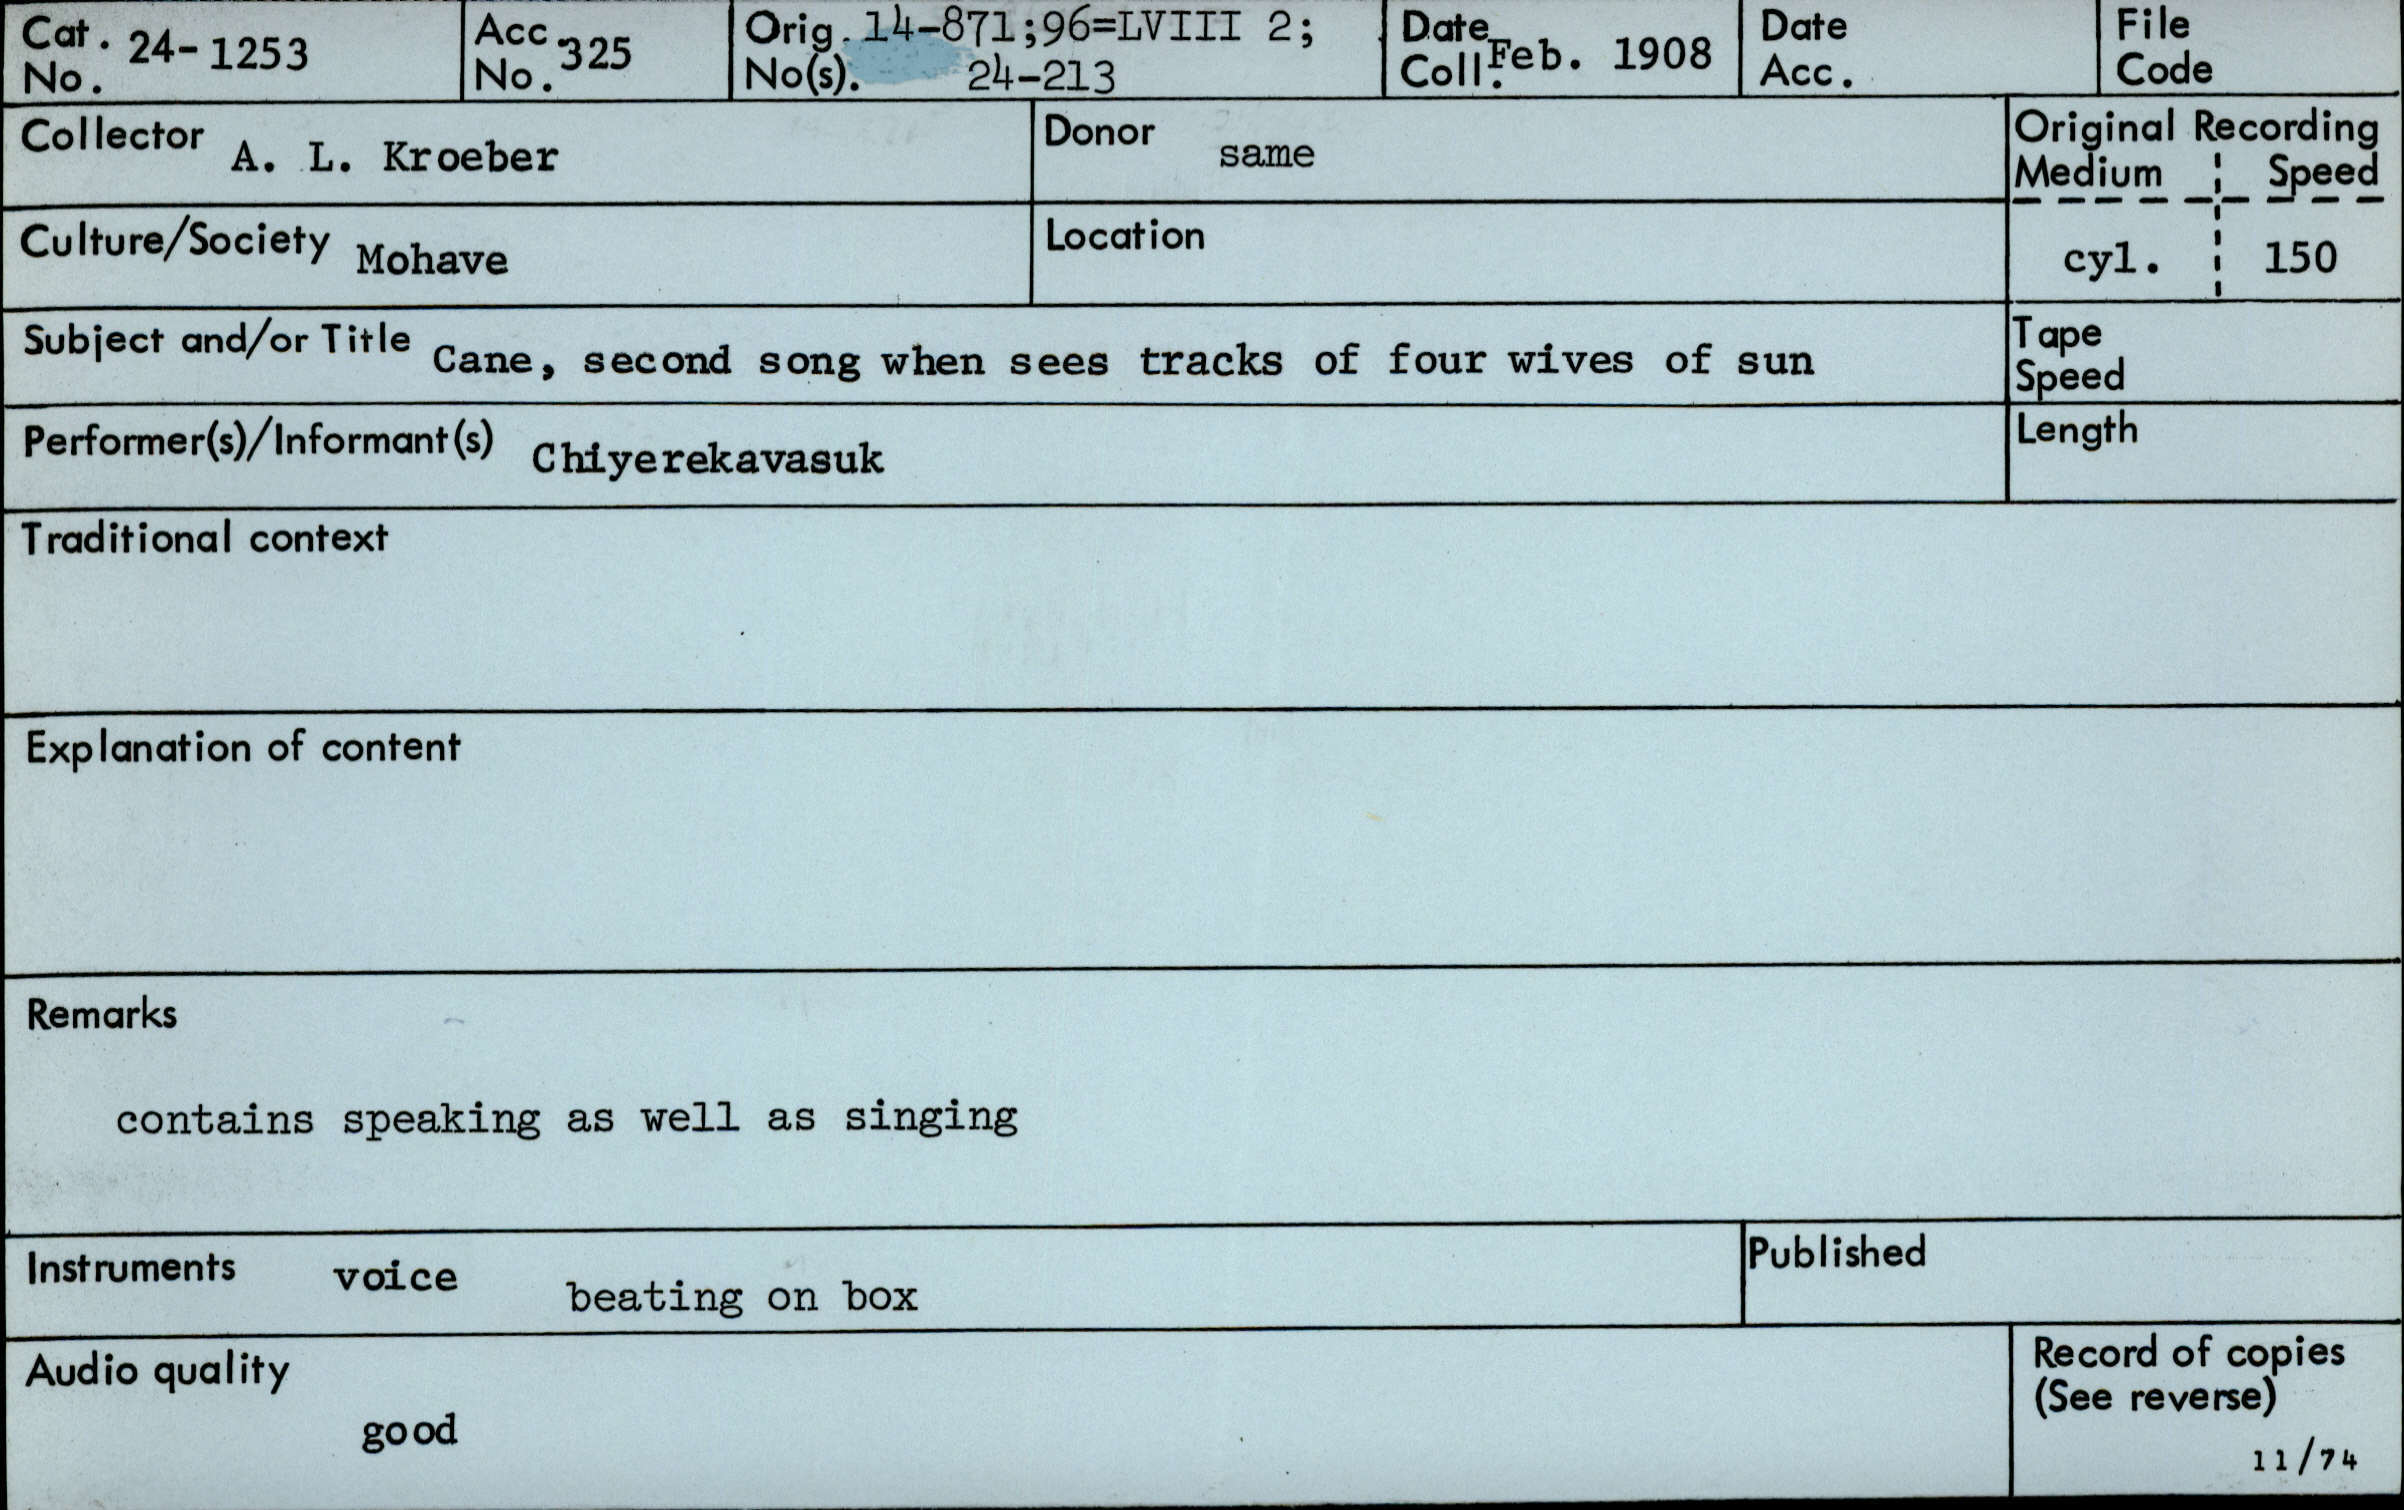 Cat. No. 24-1253
Acc. No. 325
Orig. No(s). 14-871;96=LVIII 2;
24-213
Date Coll. Feb. 1908
Date Acc.
File Code
Collector A. L. Kroeber
Donor same
Original Recording
Medium Speed
cyl. 150
Culture/Society Mohave
Location
Subject and/or Title Cane, second song when sees tracks of four wives of sun
Tape Speed
Performer(s)/Informant(s) Chiyerekavasuk
Length
Traditional context
Explanation of content
Remarks
contains speaking as well as singing
Instruments voice beating on box
Published
Audio quality
good
Record of copies
(See reverse)
11/74